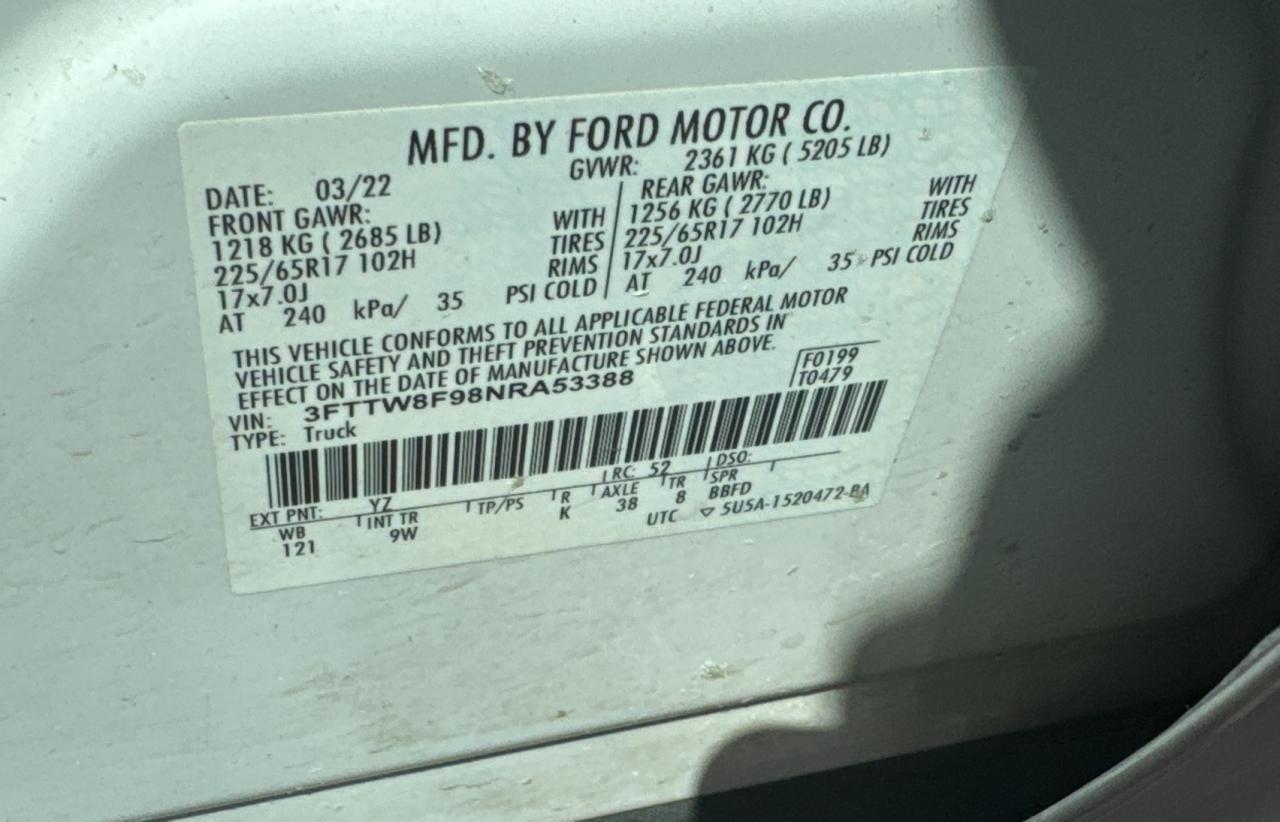 MFD. BY FORD MOTOR CO.
DATE: 03/22
GVWR: 2361 KG ( 5205 LB)
FRONT GAWR:
1218 KG ( 2685 LB) WITH
225/65R17 102H TIRES
17x7.0J RIMS
AT 240 kPa/ 35 PSI COLD
REAR GAWR:
1256 KG ( 2770 LB) WITH
225/65R17 102H TIRES
17x7.0J RIMS
AT 240 kPa/ 35 PSI COLD
THIS VEHICLE CONFORMS TO ALL APPLICABLE FEDERAL MOTOR
VEHICLE SAFETY AND THEFT PREVENTION STANDARDS IN
EFFECT ON THE DATE OF MANUFACTURE SHOWN ABOVE.
VIN: 3FTTW8F98NRA53388
TYPE: Truck
F0199
T0479
EXT PNT: YZ RC: 52 DSO:
WB INT TR TP/PS R AXLE TR SPR
121 9W K 38 8 BBFD
UTC ▽ 5U5A-1520472-BA